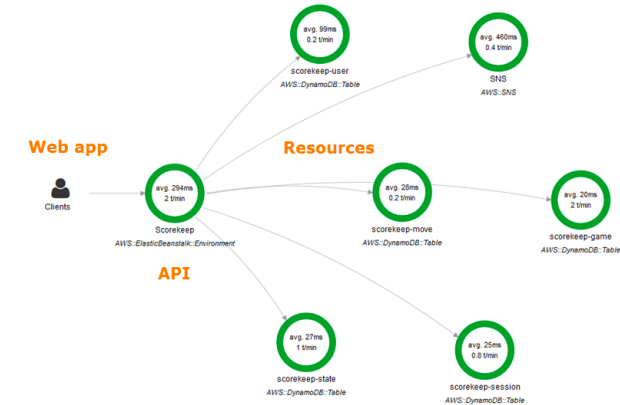 avg. 99ms
0.2 t/min
scorekeep-user
AWS::DynamoDB::Table
avg. 460ms
0.4 t/min
SNS
AWS::SNS
Web app
Resources
Clients
avg. 294ms
2 t/min
Scorekeep
AWS::ElasticBeanstalk::Environment
avg. 28ms
0.2 t/min
scorekeep-move
AWS::DynamoDB::Table
avg. 20ms
2 t/min
scorekeep-game
AWS::DynamoDB::Table
API
avg. 27ms
1 t/min
scorekeep-state
AWS::DynamoDB::Table
avg. 25ms
0.8 t/min
scorekeep-session
AWS::DynamoDB::Table